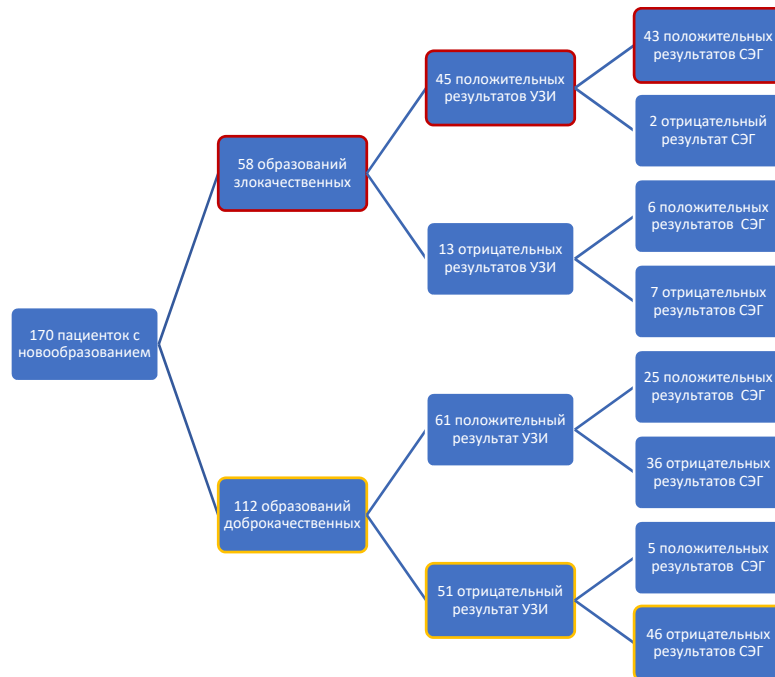 170 пациенток с
новообразованием
58 образований
злокачественных
45 положительных
результатов УЗИ
43 положительных
результатов СЭГ
2 отрицательный
результат СЭГ
13 отрицательных
результатов УЗИ
6 положительных
результатов СЭГ
7 отрицательных
результатов СЭГ
112 образований
доброкачественных
61 положительный
результат УЗИ
25 положительных
результатов СЭГ
36 отрицательных
результатов СЭГ
51 отрицательный
результат УЗИ
5 положительных
результатов СЭГ
46 отрицательных
результатов СЭГ